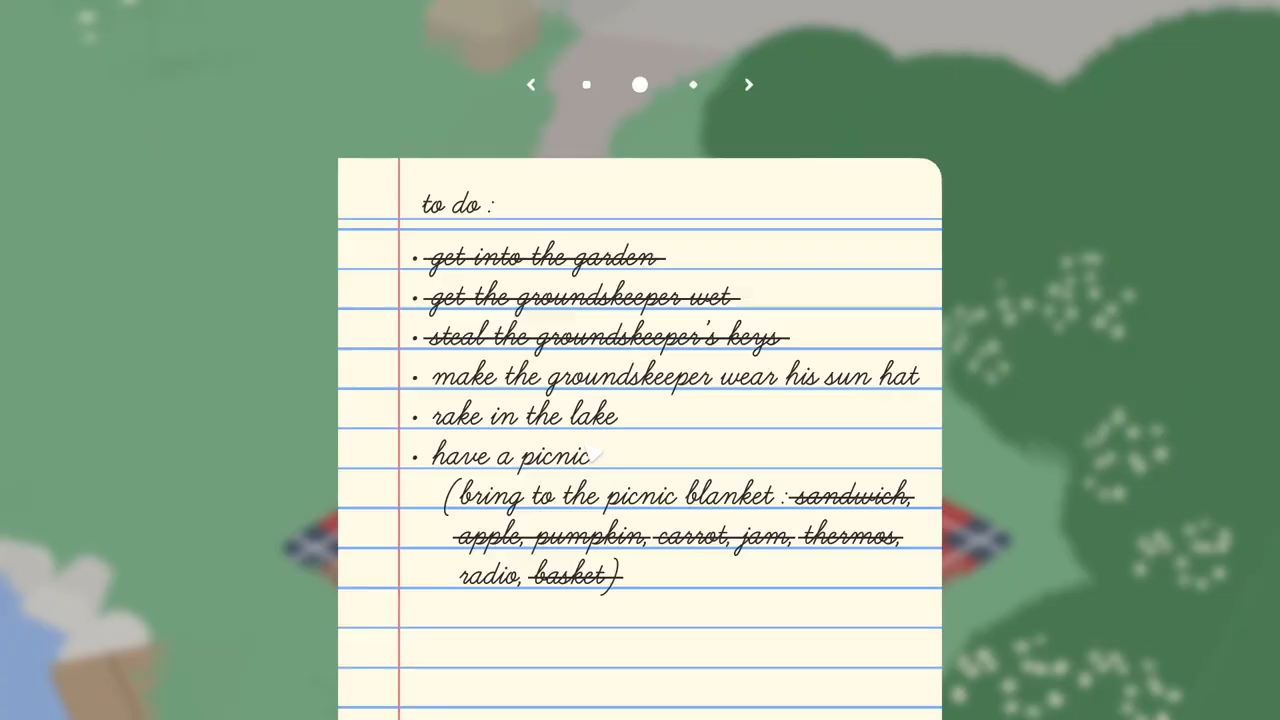 to do :
• get into the garden
• get the groundskeeper wet
• steal the groundskeeper's keys
• make the groundskeeper wear his sun hat
• rake in the lake
• have a picnic
(bring to the picnic blanket : sandwich,
apple, pumpkin, carrot, jam, thermos,
radio, basket)